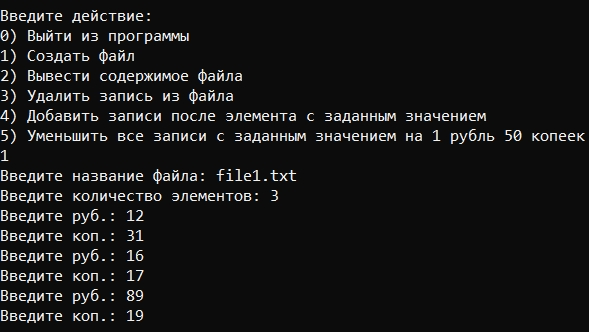 Введите действие:
0) Выйти из программы
1) Создать файл
2) Вывести содержимое файла
3) Удалить запись из файла
4) Добавить записи после элемента с заданным значением
5) Уменьшить все записи с заданным значением на 1 рубль 50 копеек
1
Введите название файла: file1.txt
Введите количество элементов: 3
Введите руб.: 12
Введите коп.: 31
Введите руб.: 16
Введите коп.: 17
Введите руб.: 89
Введите коп.: 19